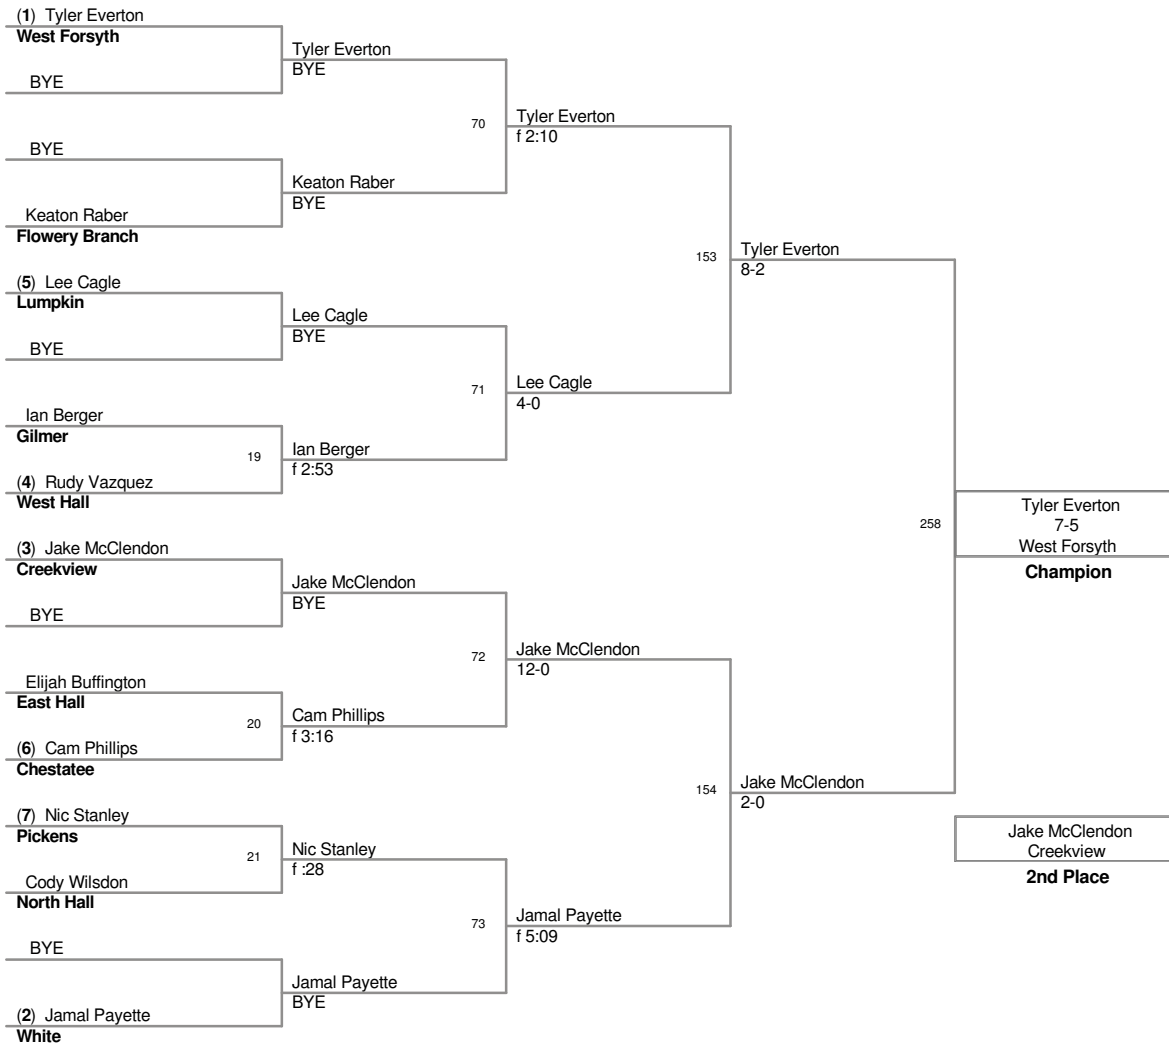 (1) Tyler Everton
West Forsyth
BYE
BYE
Keaton Raber
Flowery Branch
(5) Lee Cagle
Lumpkin
BYE
Ian Berger
Gilmer
19
(4) Rudy Vazquez
West Hall
(3) Jake McClendon
Creekview
BYE
Elijah Buffington
East Hall
20
(6) Cam Phillips
Chestatee
(7) Nic Stanley
Pickens
21
Cody Wilsdon
North Hall
BYE
(2) Jamal Payette
White
Tyler Everton
BYE
70
Keaton Raber
BYE
Lee Cagle
BYE
71
Ian Berger
f 2:53
Jake McClendon
BYE
72
Cam Phillips
f 3:16
Nic Stanley
f :28
73
Jamal Payette
BYE
Tyler Everton
f 2:10
153
Lee Cagle
4-0
Jake McClendon
12-0
154
Jamal Payette
f 5:09
Tyler Everton
8-2
258
Jake McClendon
2-0
Tyler Everton
7-5
West Forsyth
Champion
Jake McClendon
Creekview
2nd Place